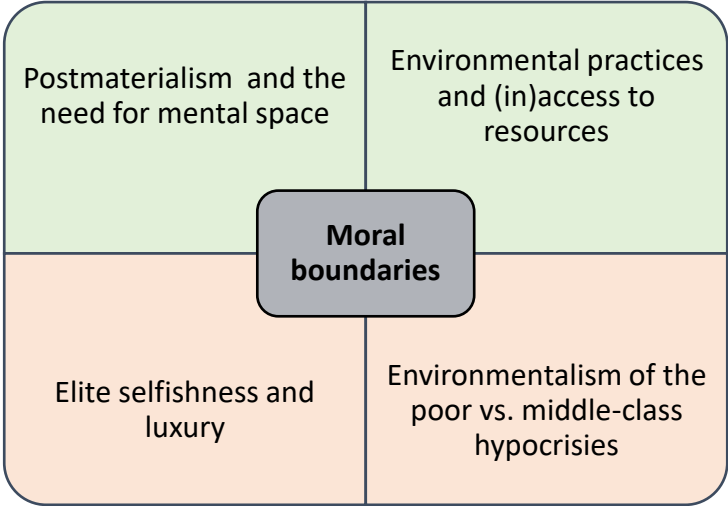 Postmaterialism and the
need for mental space
Environmental practices
and (in)access to
resources
Moral
boundaries
Elite selfishness and
luxury
Environmentalism of the
poor vs. middle-class
hypocrisies